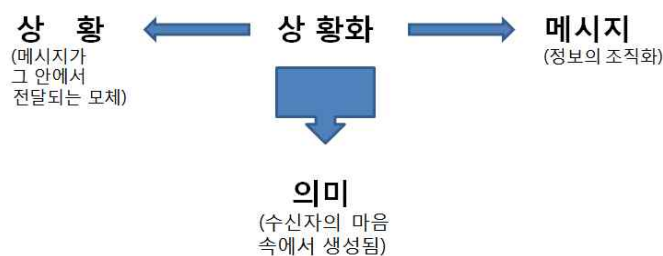 상 황
상 황화
메시지
(메시지가
그 안에서
전달되는 모체)
(정보의 조직화)
의미
(수신자의 마음
속에서 생성됨)